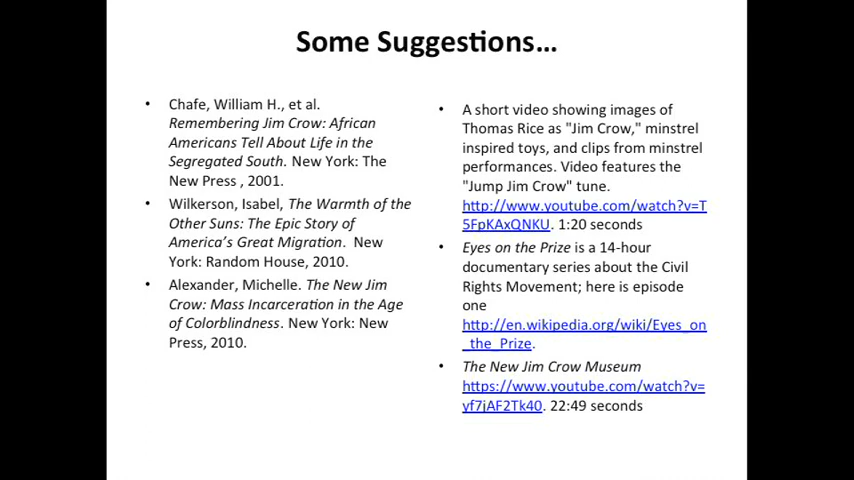 Some Suggestions...
• Chafe, William H., et al.
Remembering Jim Crow: African
Americans Tell About Life in the
Segregated South. New York: The
New Press , 2001.
• Wilkerson, Isabel, The Warmth of the
Other Suns: The Epic Story of
America's Great Migration.  New
York: Random House, 2010.
• Alexander, Michelle. The New Jim
Crow: Mass Incarceration in the Age
of Colorblindness. New York: New
Press, 2010.
• A short video showing images of
Thomas Rice as "Jim Crow," minstrel
inspired toys, and clips from minstrel
performances. Video features the
"Jump Jim Crow" tune.
http://www.youtube.com/watch?v=T
5FpKAxQNKU. 1:20 seconds
• Eyes on the Prize is a 14-hour
documentary series about the Civil
Rights Movement; here is episode
one
http://en.wikipedia.org/wiki/Eyes_on
_the_Prize.
• The New Jim Crow Museum
https://www.youtube.com/watch?v=
yf7jAF2Tk40. 22:49 seconds